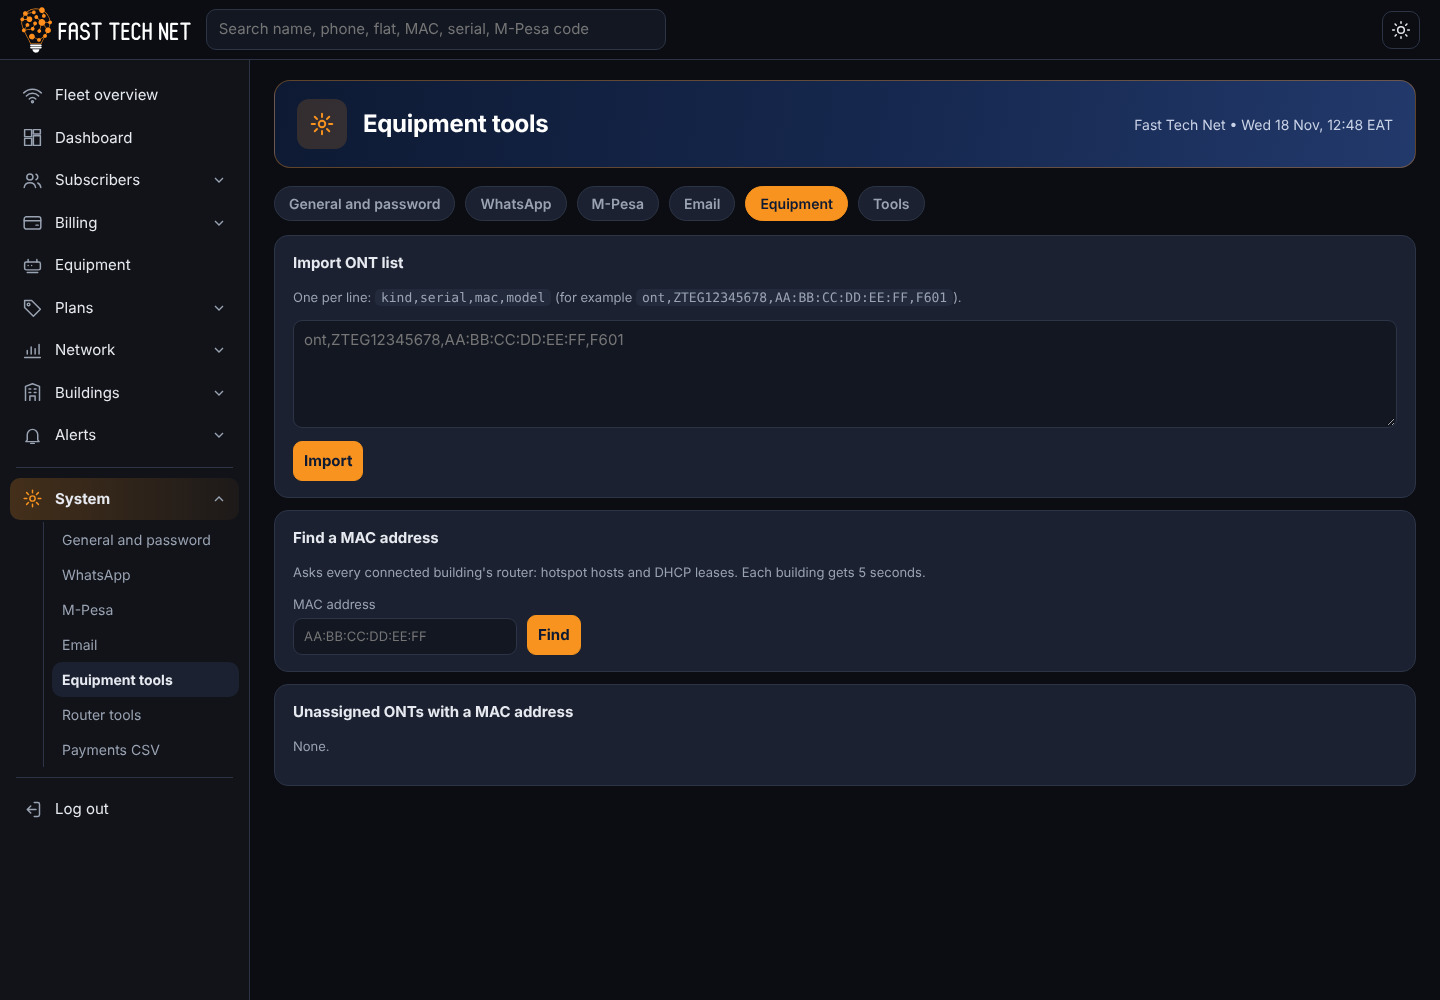 FAST TECH NET
Search name, phone, flat, MAC, serial, M-Pesa code
Fleet overview
Dashboard
Subscribers
Billing
Equipment
Plans
Network
Buildings
Alerts
System
General and password
WhatsApp
M-Pesa
Email
Equipment tools
Router tools
Payments CSV
Log out
Equipment tools
Fast Tech Net • Wed 18 Nov, 12:48 EAT
General and password WhatsApp M-Pesa Email Equipment Tools
Import ONT list
One per line: kind,serial,mac,model (for example ont,ZTEG12345678,AA:BB:CC:DD:EE:FF,F601 ).
ont,ZTEG12345678,AA:BB:CC:DD:EE:FF,F601
Import
Find a MAC address
Asks every connected building's router: hotspot hosts and DHCP leases. Each building gets 5 seconds.
MAC address
AA:BB:CC:DD:EE:FF Find
Unassigned ONTs with a MAC address
None.